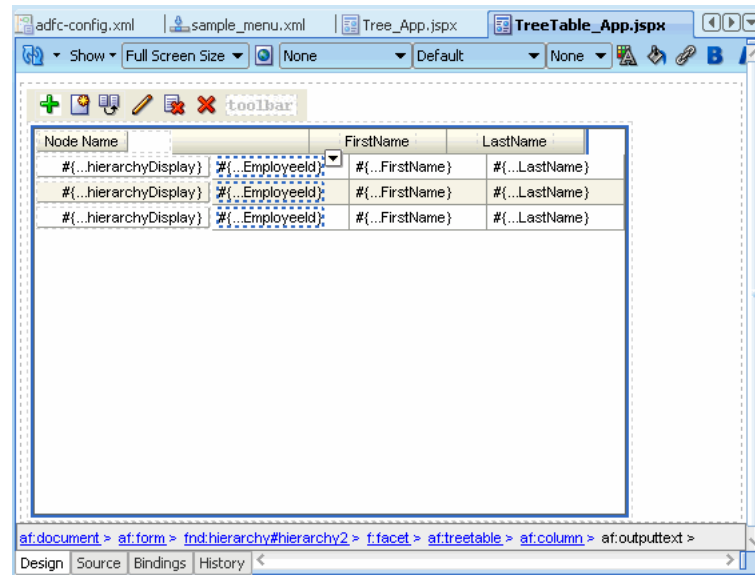 adfc-config.xml sample_menu.xml Tree_App.jspx TreeTable_App.jspx
Show Full Screen Size None Default None B
toolbar
Node Name FirstName LastName
#{...hierarchyDisplay} #{...EmployeeId} #{...FirstName} #{...LastName}
#{...hierarchyDisplay} #{...EmployeeId} #{...FirstName} #{...LastName}
#{...hierarchyDisplay} #{...EmployeeId} #{...FirstName} #{...LastName}
af:document > af:form > fnd:hierarchy#hierarchy2 > f:facet > af:treetable > af:column > af:outputtext >
Design Source Bindings History